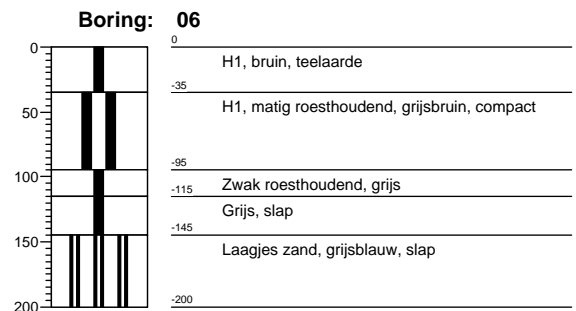 Boring: 06
0
0
H1, bruin, teelaarde
-35
H1, matig roesthoudend, grijsbruin, compact
50
-95
100
Zwak roesthoudend, grijs
-115
Grijs, slap
-145
150
Laagjes zand, grijsblauw, slap
-200
200